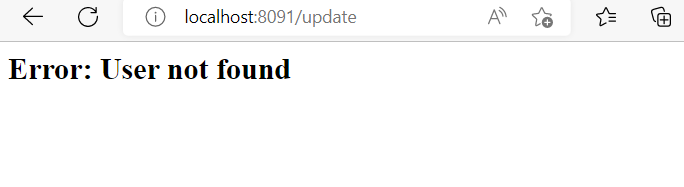 localhost:8091/update
Error: User not found